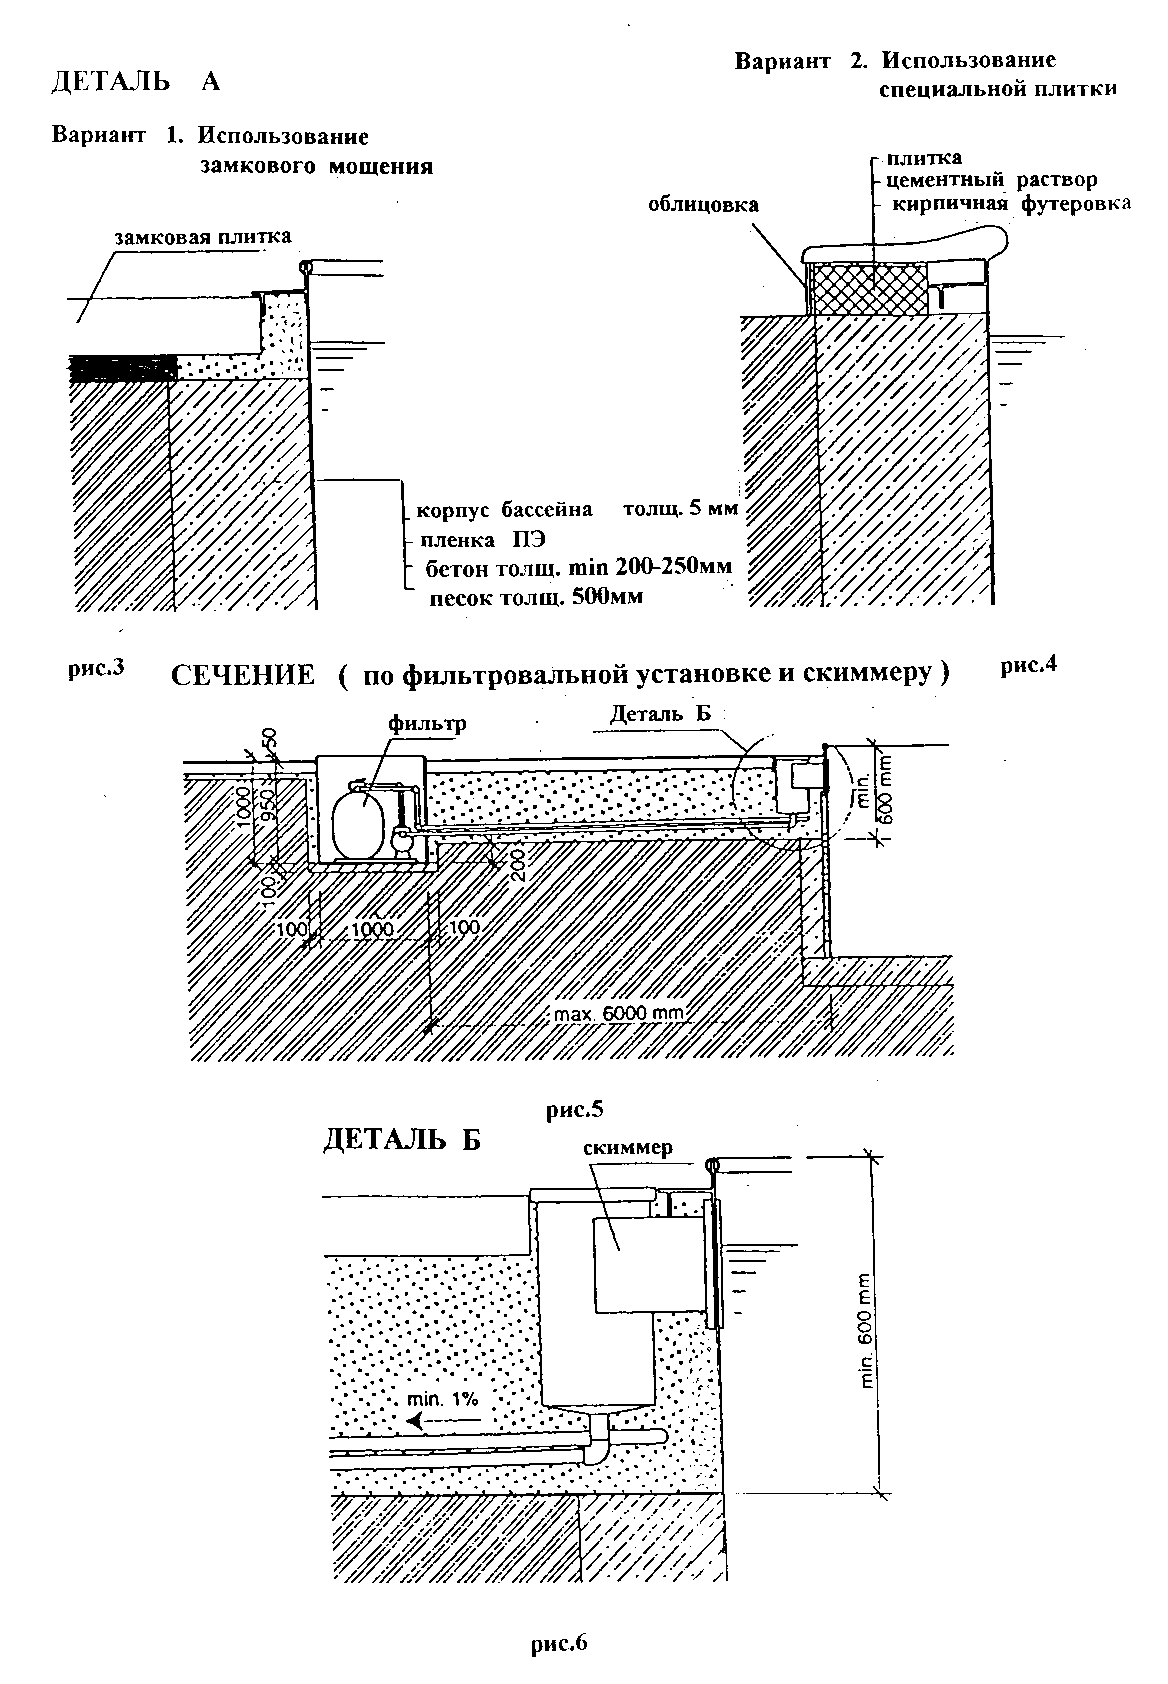 ДЕТАЛЬ А
Вариант 1. Использование
замкового мощения
замковая плитка
Вариант 2. Использование
специальной плитки
плитка
цементный раствор
кирпичная футеровка
облицовка
корпус бассейна толщ. 5 мм
пленка ПЭ
бетон толщ. min 200-250мм
песок толщ. 500мм
рис.3
СЕЧЕНИЕ ( по фильтровальной установке и скиммеру )
рис.4
фильтр
Деталь Б
50
1000
950
100
200
min.
600 mm
100
1000
100
max. 6000 mm
рис.5
ДЕТАЛЬ Б
скиммер
min. 600 mm
min. 1%
рис.6